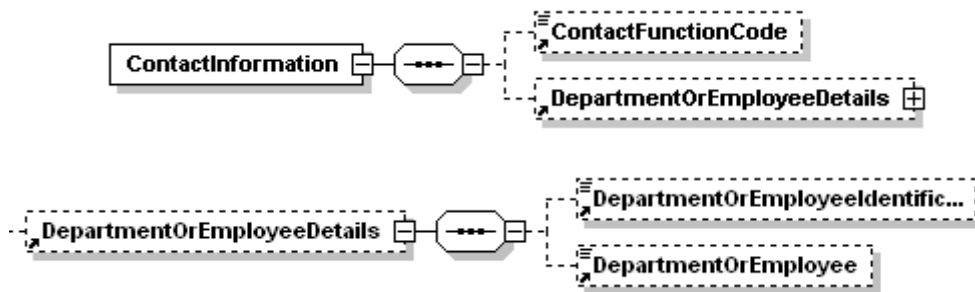 ContactInformation
ContactFunctionCode
DepartmentOrEmployeeDetails
DepartmentOrEmployeeDetails
DepartmentOrEmployeeIdentific...
DepartmentOrEmployee